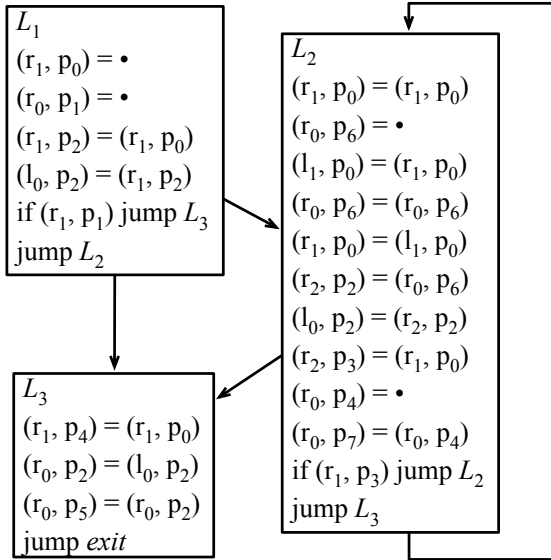 L₁
(r₁, p₀) = •
(r₀, p₁) = •
(r₁, p₂) = (r₁, p₀)
(l₀, p₂) = (r₁, p₂)
if (r₁, p₁) jump L₃
jump L₂
L₂
(r₁, p₀) = (r₁, p₀)
(r₀, p₆) = •
(l₁, p₀) = (r₁, p₀)
(r₀, p₆) = (r₀, p₆)
(r₁, p₀) = (l₁, p₀)
(r₂, p₂) = (r₀, p₆)
(l₀, p₂) = (r₂, p₂)
(r₂, p₃) = (r₁, p₀)
(r₀, p₄) = •
(r₀, p₇) = (r₀, p₄)
if (r₁, p₃) jump L₂
jump L₃
L₃
(r₁, p₄) = (r₁, p₀)
(r₀, p₂) = (l₀, p₂)
(r₀, p₅) = (r₀, p₂)
jump exit